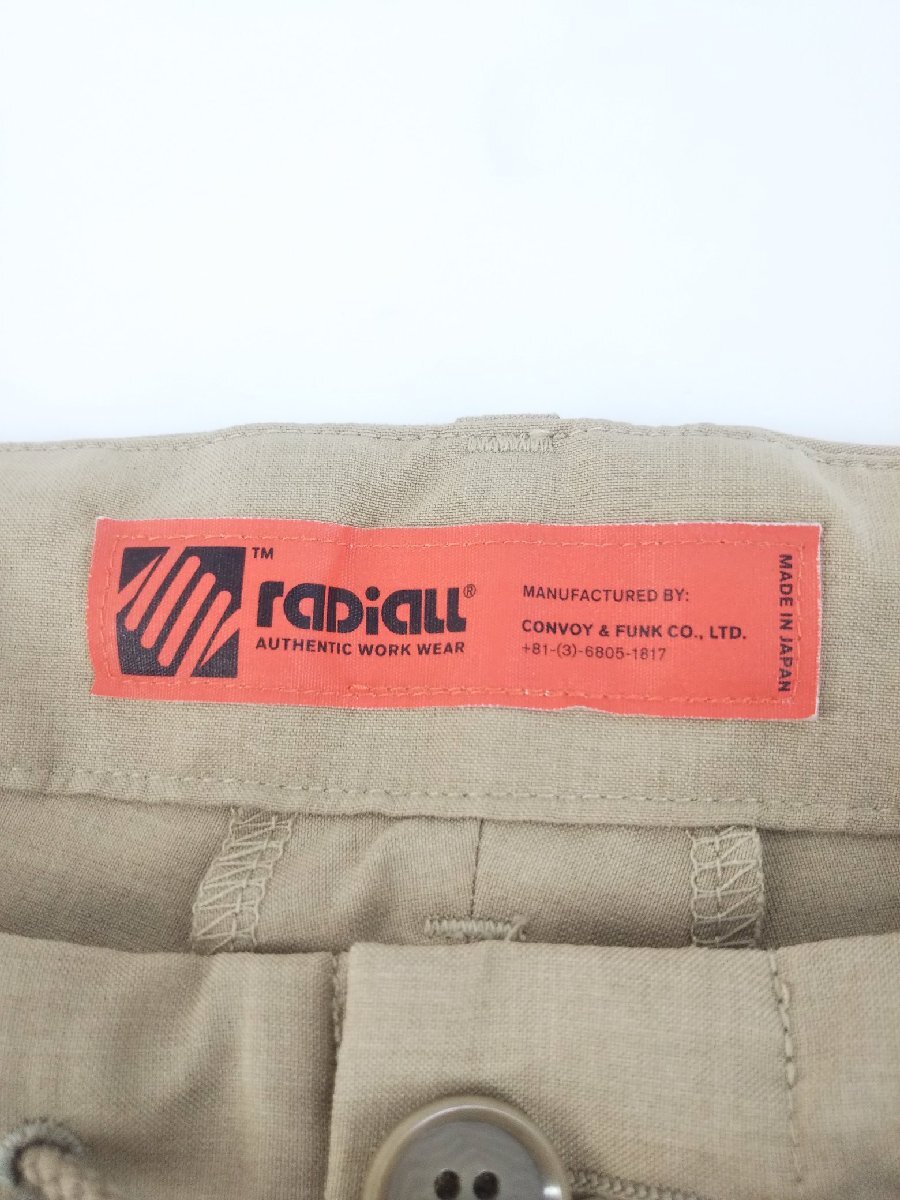 ™
radiall®
AUTHENTIC WORK WEAR
MANUFACTURED BY:
CONVOY & FUNK CO., LTD.
+81-(3)-6805-1817
MADE IN JAPAN